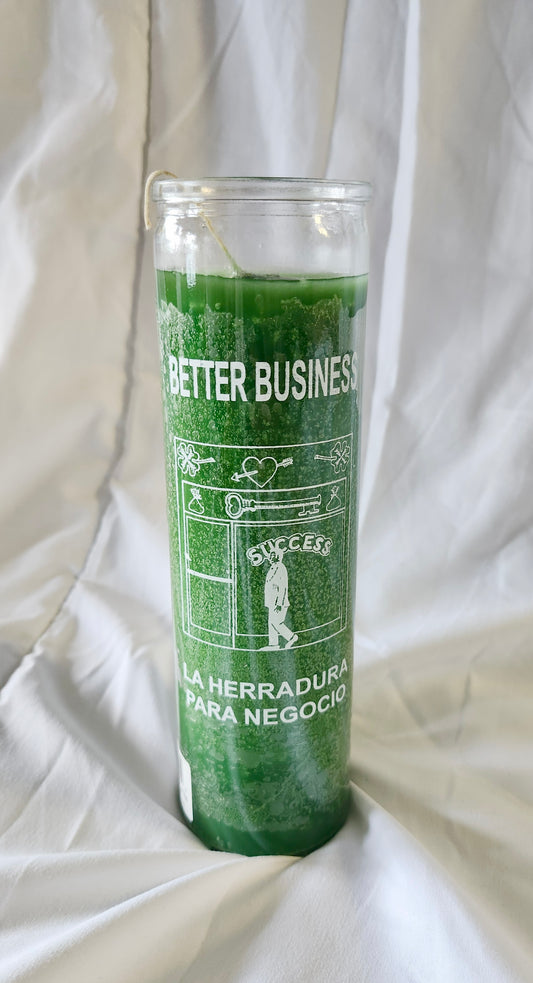 BETTER BUSINESS
SUCCESS
LA HERRADURA
PARA NEGOCIO